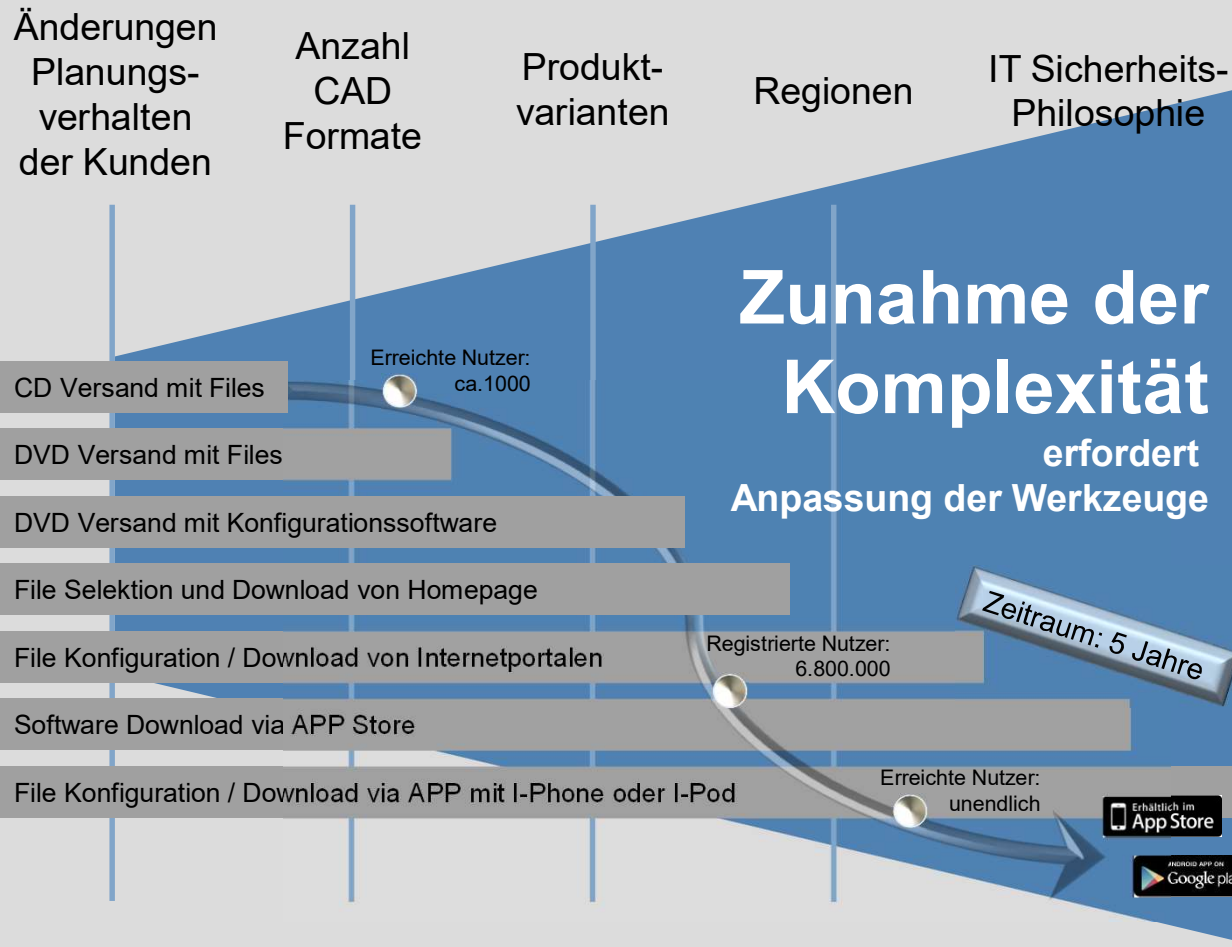 Änderungen
Planungs-
verhalten
der Kunden
Anzahl
CAD
Formate
Produkt-
varianten
Regionen
IT Sicherheits-
Philosophie
Zunahme der
Komplexität
erfordert
Anpassung der Werkzeuge
Erreichte Nutzer:
ca.1000
CD Versand mit Files
DVD Versand mit Files
DVD Versand mit Konfigurationssoftware
File Selektion und Download von Homepage
Zeitraum: 5 Jahre
File Konfiguration / Download von Internetportalen
Registrierte Nutzer:
6.800.000
Software Download via APP Store
File Konfiguration / Download via APP mit I-Phone oder I-Pod
Erreichte Nutzer:
unendlich
Erhältlich im
App Store
ANDROID APP ON
Google pla